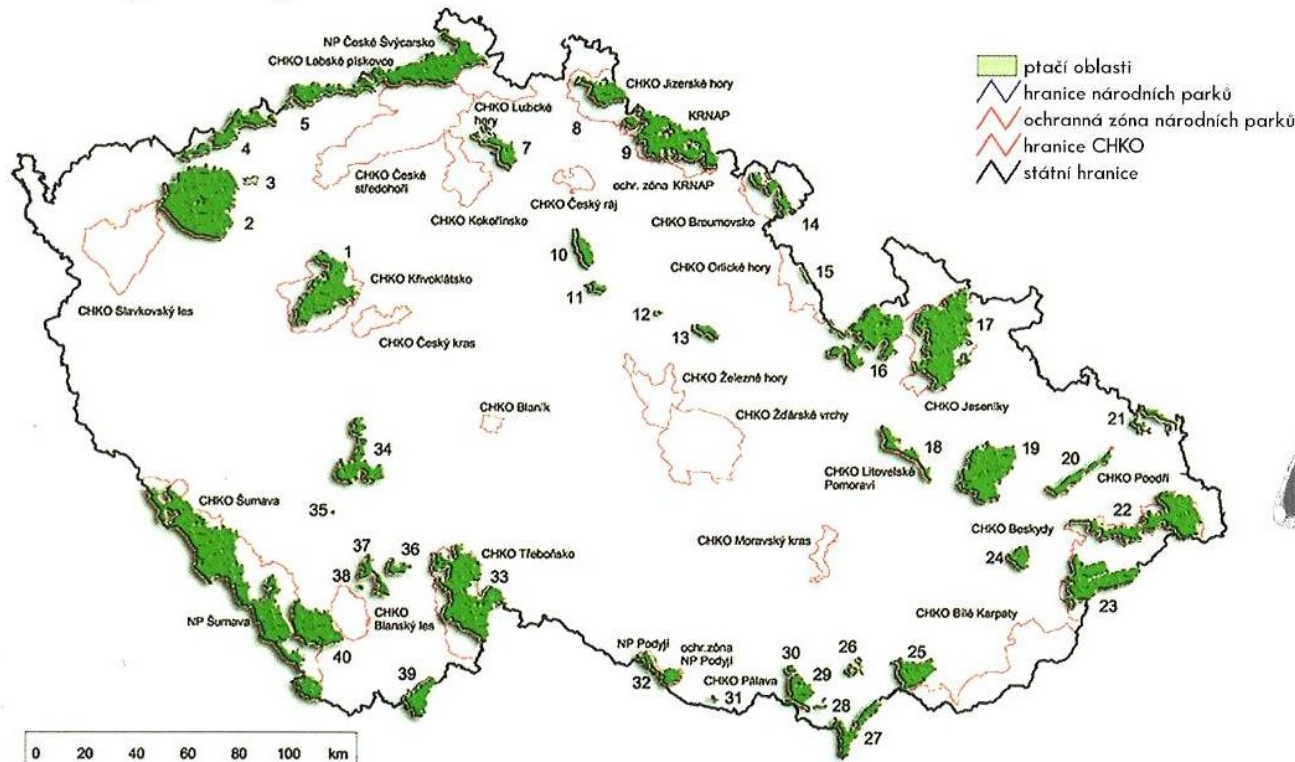 NP České Švýcarsko
CHKO Labské pískovce
CHKO Jizerské hory
CHKO Lužické
hory
KRNAP
5
4
8
7
9
3
2
CHKO České
středohoří
ochr. zóna KRNAP
CHKO Český ráj
CHKO Kokořínsko
CHKO Broumovsko
14
1
10
CHKO Křivoklátsko
CHKO Orlické hory
15
11
CHKO Slavkovský les
12
13
17
CHKO Český kras
16
CHKO Železné hory
CHKO Blaník
CHKO Žďárské vrchy
CHKO Jeseníky
21
34
18
19
20
CHKO Litovelské
Pomoraví
CHKO Poodří
CHKO Šumava
35
22
CHKO Beskydy
CHKO Moravský kras
24
37
36
CHKO Třeboňsko
38
33
23
CHKO
Blanský les
CHKO Bílé Karpaty
NP Šumava
NP Podyjí
ochr.zóna
NP Podyjí
30
26
25
40
29
32
CHKO Pálava
39
31
28
27
ptačí oblasti
hranice národních parků
ochranná zóna národních parků
hranice CHKO
státní hranice
0 20 40 60 80 100 km